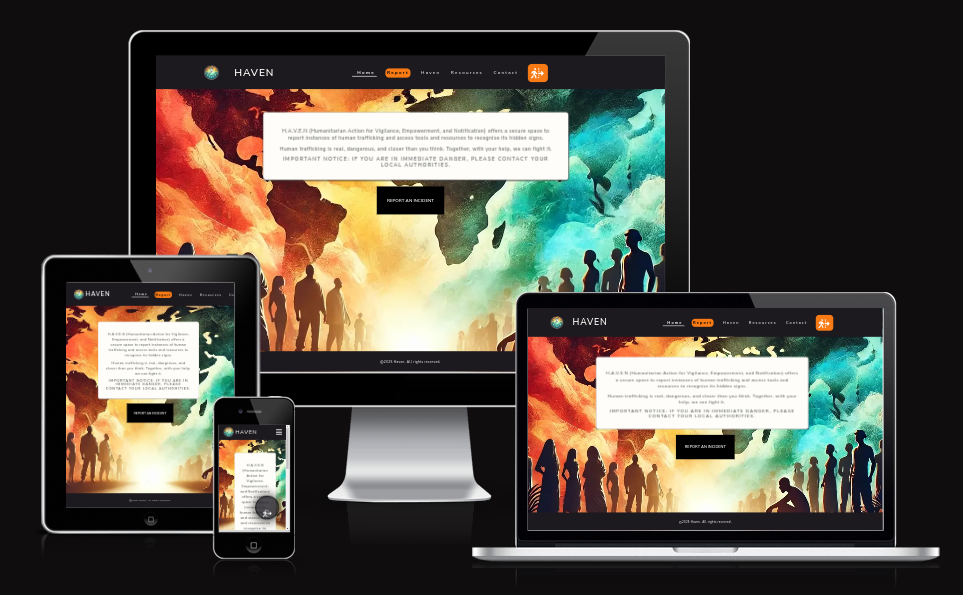 HAVEN Home Report Haven Resources Contact
H.A.V.E.N (Humanitarian Action for Vigilance, Empowerment, and Notification) offers a secure space to
report instances of human trafficking and access tools and resources to recognise its hidden signs.
Human trafficking is real, dangerous, and closer than you think. Together, with your help, we can fight it.
IMPORTANT NOTICE: IF YOU ARE IN IMMEDIATE DANGER, PLEASE CONTACT YOUR
LOCAL AUTHORITIES.
REPORT AN INCIDENT
Haven. All rights reserved.
HAVEN Home Report Haven Resources
H.A.V.E.N (Humanitarian Action for
Vigilance, Empowerment, and Notification) offers a
secure space to report instances of human
trafficking and access tools and resources to
recognise its hidden signs.
Human trafficking is real, dangerous, and
closer than you think. Together, with your help,
we can fight it.
IMPORTANT NOTICE: IF YOU ARE IN
IMMEDIATE DANGER, PLEASE
CONTACT YOUR LOCAL AUTHORITIES.
REPORT AN INCIDENT
HAVEN
H.A.V.E.N
(Humanitarian
Action for
Vigilance,
Empowerment,
and Notification)
offers a
secure
to report
instances of
human
trafficking and
access tools
and
resources to
HAVEN Home Report Haven Resources Contact
H.A.V.E.N (Humanitarian Action for Vigilance, Empowerment, and Notification) offers
a secure space to report instances of human trafficking and access tools and
resources to recognise its hidden signs.
Human trafficking is real, dangerous, and closer than you think. Together, with your
help, we can fight it.
IMPORTANT NOTICE: IF YOU ARE IN IMMEDIATE DANGER, PLEASE
CONTACT YOUR LOCAL AUTHORITIES.
REPORT AN INCIDENT
Haven. All rights reserved.